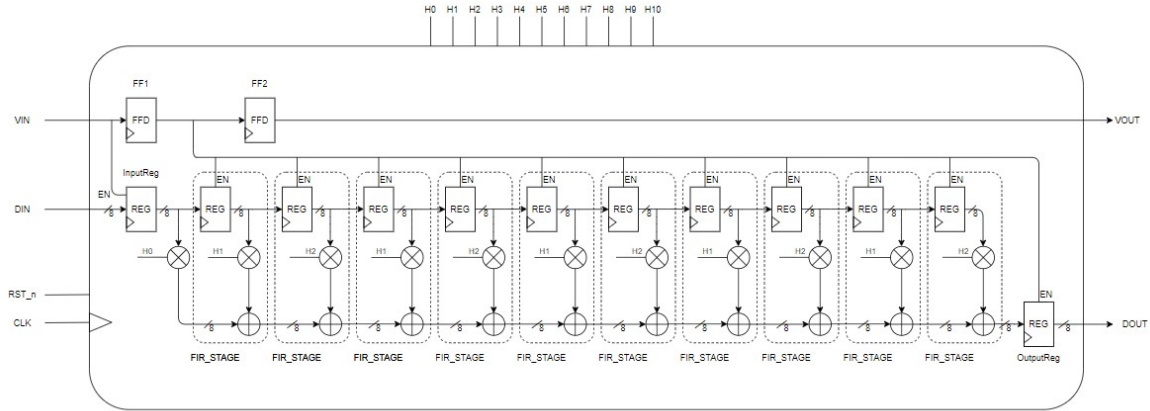 H0 H1 H2 H3 H4 H5 H6 H7 H8 H9 H10
FF1 FF2
VIN FFD FFD VOUT
InputReg EN EN EN EN EN EN EN EN EN EN
EN
DIN 8 REG 8 REG 8 REG 8 REG 8 REG 8 REG 8 REG 8 REG 8 REG 8 REG 8 REG 8
H0 H1 H2 H1 H2 H1 H2 H1 H2 H1 H2
RST_n EN
CLK 8 8 8 8 8 8 8 8 8 8 8 REG 8 DOUT
FIR_STAGE FIR_STAGE FIR_STAGE FIR_STAGE FIR_STAGE FIR_STAGE FIR_STAGE FIR_STAGE FIR_STAGE FIR_STAGE OutputReg